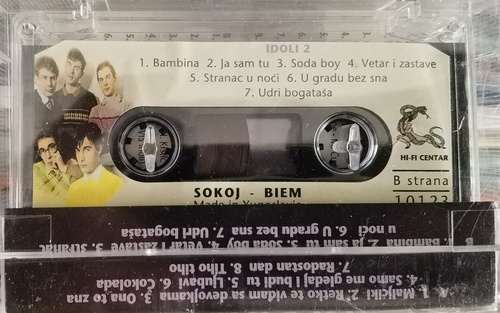 IDOLI 2
1. Bambina 2. Ja sam tu 3. Soda boy 4. Vetar i zastave
5. Stranac u noći 6. U gradu bez sna
7. Udri bogataša
HI-FI CENTAR
SOKOJ - BIEM
B strana
Made in Yugoslavia
10123
A 1. Maljčiki 2. Retko te viđam sa devojkama 3. Ona to zna
4. Samo me gledaj i budi tu 5. Ljubavi 6. Čokolada
7. Radostan dan 8. Tiho tiho
B 1. Bambina 2. Ja sam tu 3. Soda boy 4. Vetar i zastave 5. Stranac
u noći 6. U gradu bez sna 7. Udri bogataša